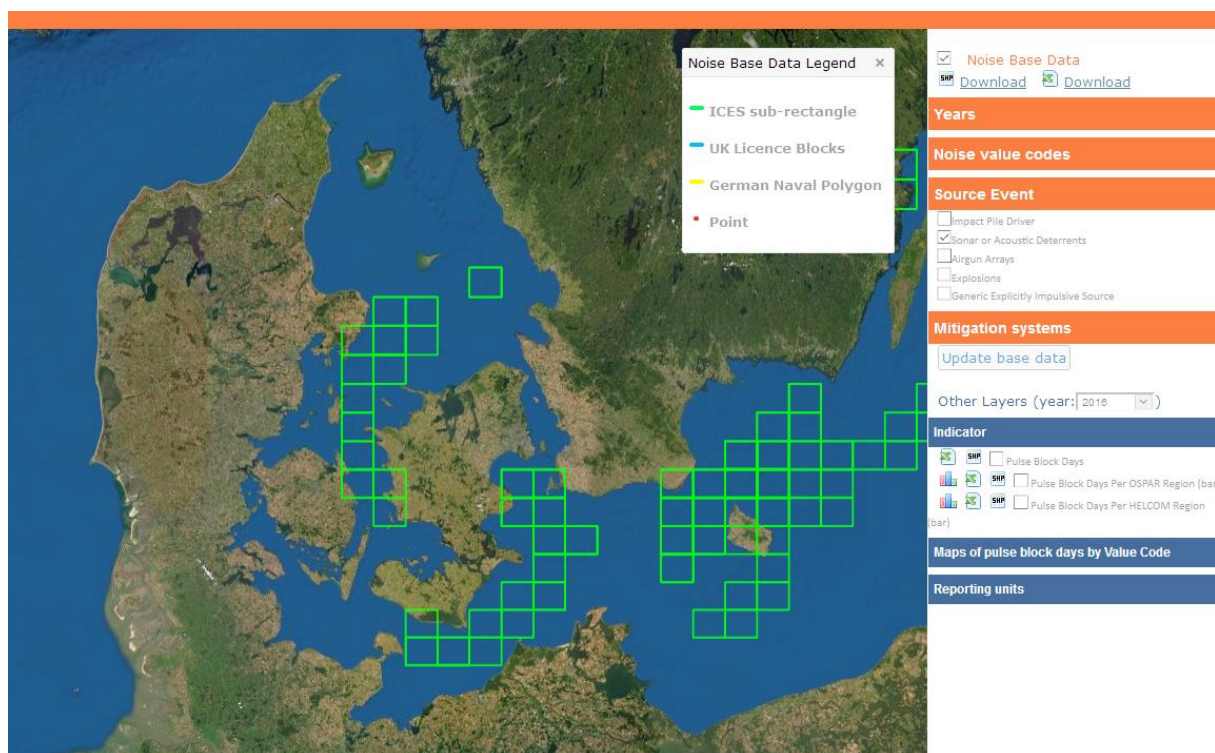 Noise Base Data Legend ×
ICES sub-rectangle
UK Licence Blocks
German Naval Polygon
Point
Noise Base Data
SHP Download Download
Years
Noise value codes
Source Event
Impact Pile Driver
Sonar or Acoustic Deterrents
Airgun Arrays
Explosions
Generic Explicitly Impulsive Source
Mitigation systems
Update base data
Other Layers (year: 2016 )
Indicator
SHP Pulse Block Days
SHP Pulse Block Days Per OSPAR Region (bar
SHP Pulse Block Days Per HELCOM Region
(bar)
Maps of pulse block days by Value Code
Reporting units